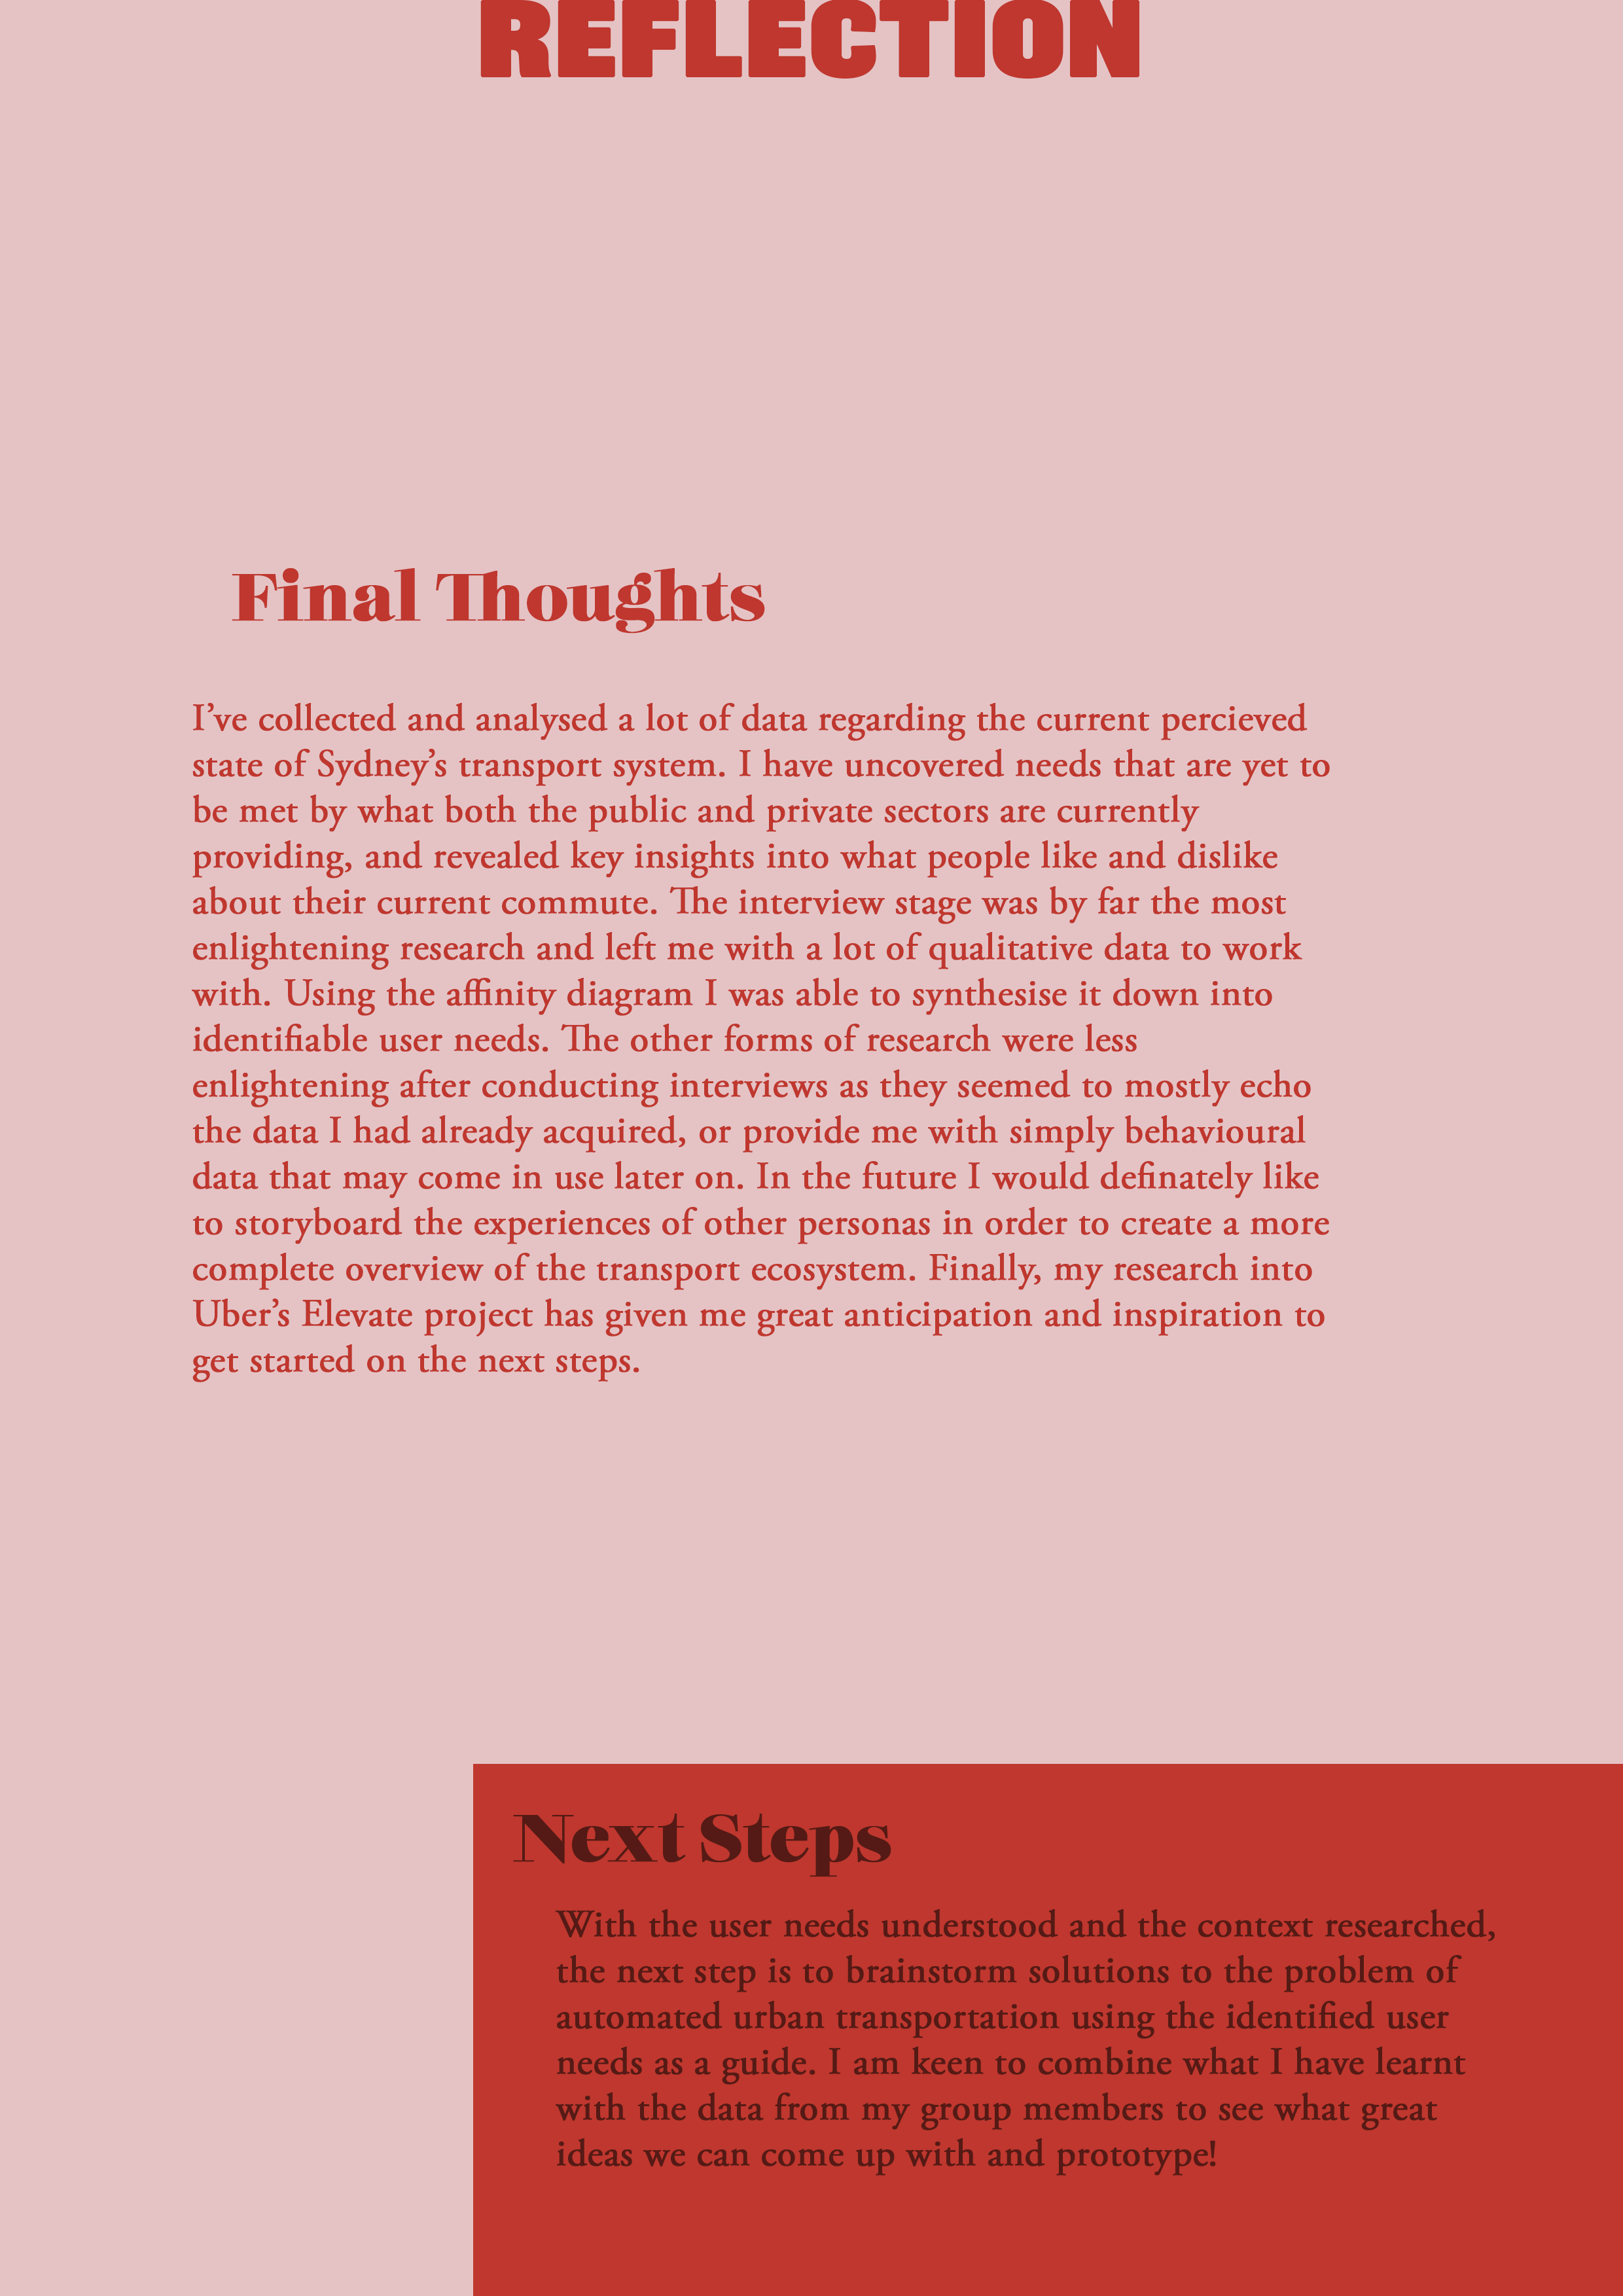 REFLECTION
Final Thoughts
I’ve collected and analysed a lot of data regarding the current percieved
state of Sydney’s transport system. I have uncovered needs that are yet to
be met by what both the public and private sectors are currently
providing, and revealed key insights into what people like and dislike
about their current commute. The interview stage was by far the most
enlightening research and left me with a lot of qualitative data to work
with. Using the affinity diagram I was able to synthesise it down into
identifiable user needs. The other forms of research were less
enlightening after conducting interviews as they seemed to mostly echo
the data I had already acquired, or provide me with simply behavioural
data that may come in use later on. In the future I would definately like
to storyboard the experiences of other personas in order to create a more
complete overview of the transport ecosystem. Finally, my research into
Uber’s Elevate project has given me great anticipation and inspiration to
get started on the next steps.
Next Steps
With the user needs understood and the context researched,
the next step is to brainstorm solutions to the problem of
automated urban transportation using the identified user
needs as a guide. I am keen to combine what I have learnt
with the data from my group members to see what great
ideas we can come up with and prototype!